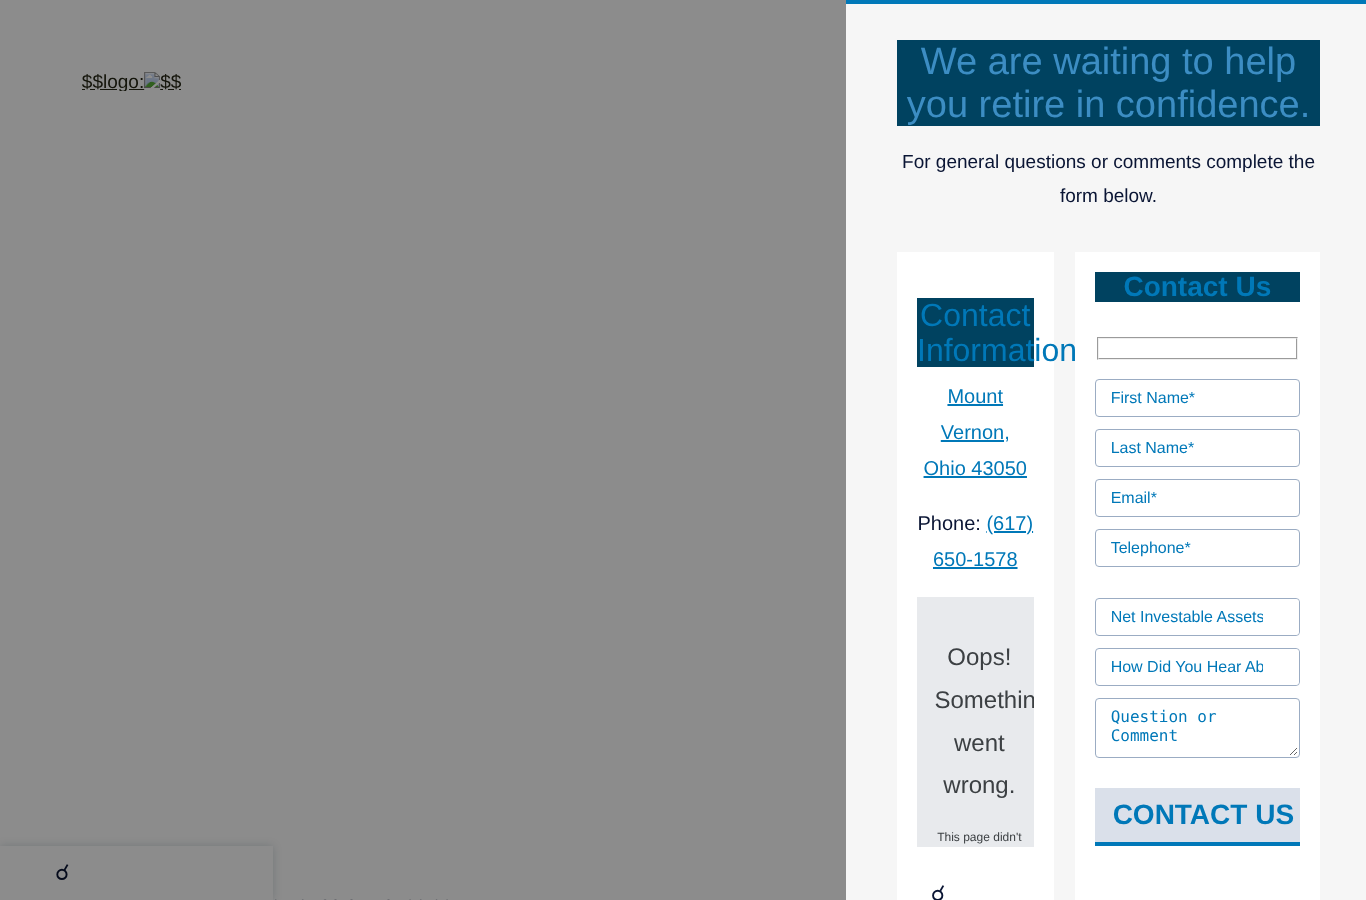 $$logo:$$
We are waiting to help
you retire in confidence.
For general questions or comments complete the
form below.
Contact
Information
Mount
Vernon,
Ohio 43050
Phone: (617)
650-1578
Oops!
Somethin
went
wrong.
This page didn't
Contact Us
First Name*
Last Name*
Email*
Telephone*
Net Investable Assets
How Did You Hear Ab
Question or
Comment
CONTACT US